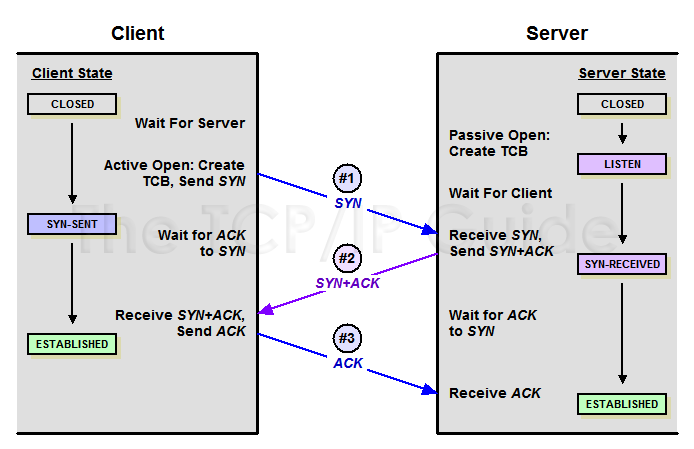 Client
Server
Client State
Server State
CLOSED
CLOSED
Wait For Server
Passive Open:
Create TCB
Active Open: Create
TCB, Send SYN
LISTEN
#1
SYN
Wait For Client
SYN-SENT
The TCP/IP Guide
Wait for ACK
to SYN
Receive SYN,
Send SYN+ACK
#2
SYN+ACK
SYN-RECEIVED
Receive SYN+ACK,
Send ACK
Wait for ACK
to SYN
ESTABLISHED
#3
ACK
Receive ACK
ESTABLISHED